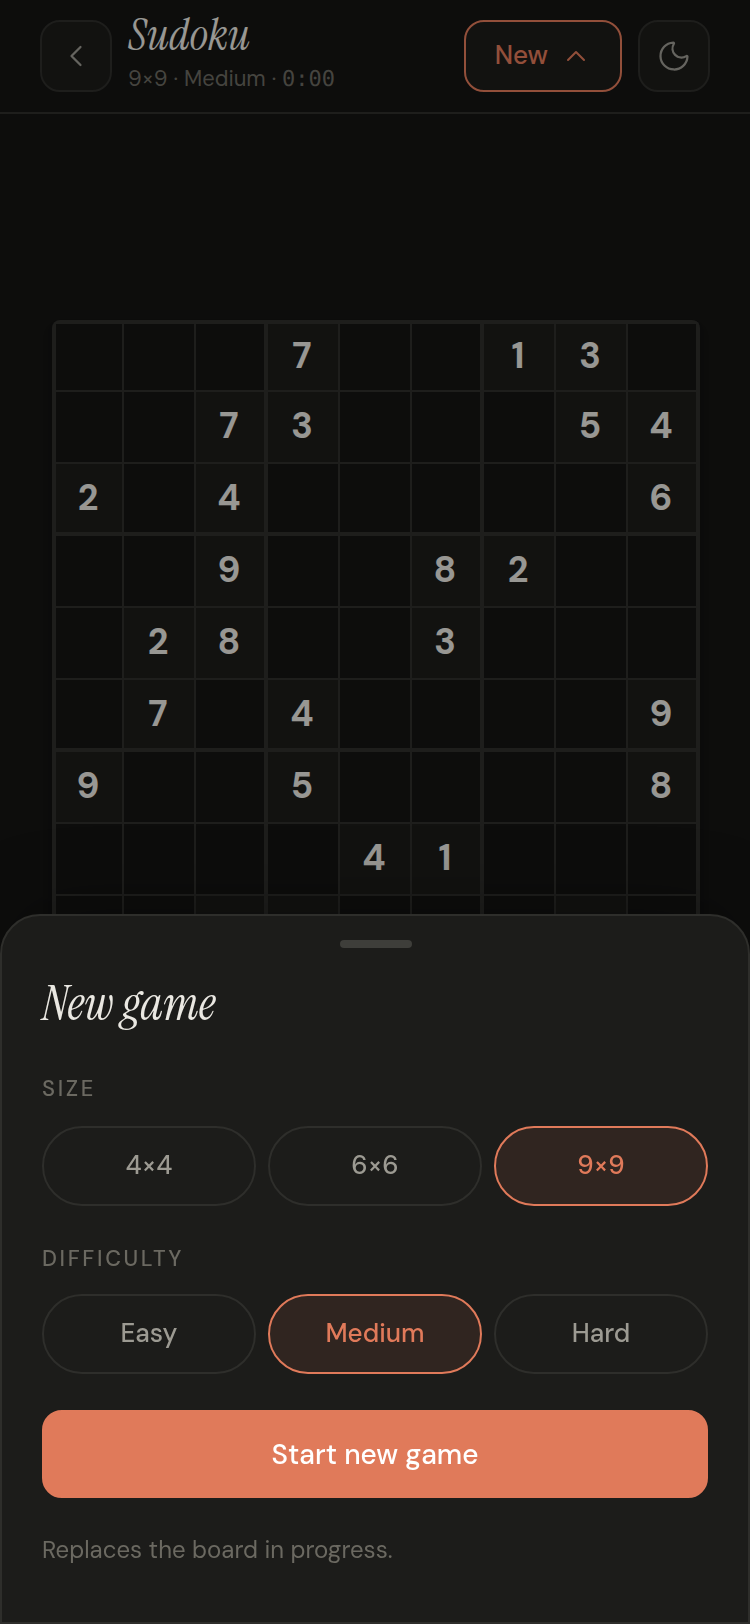 Sudoku
9×9 · Medium · 0:00
New
7 1 3
7 3 5 4
2 4 6
9 8 2
2 8 3
7 4 9
9 5 8
4 1
New game
SIZE
4×4 6×6 9×9
DIFFICULTY
Easy Medium Hard
Start new game
Replaces the board in progress.